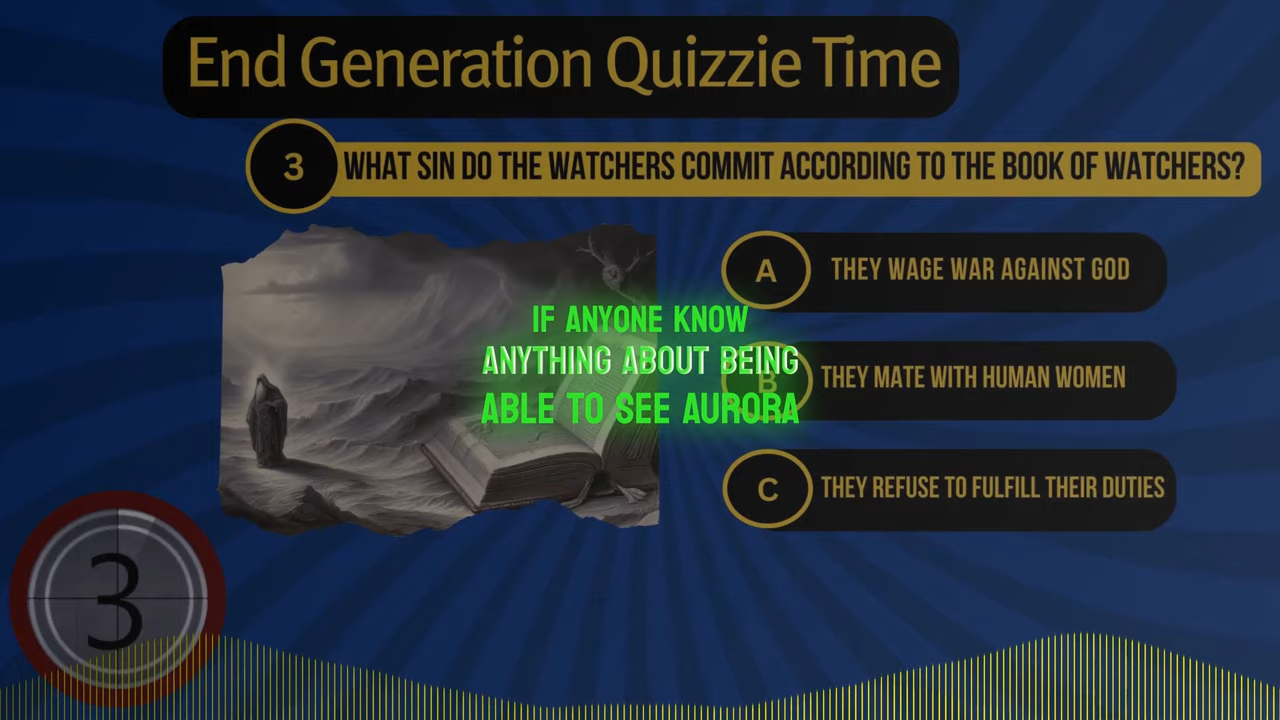 End Generation Quizzie Time
3
WHAT SIN DO THE WATCHERS COMMIT ACCORDING TO THE BOOK OF WATCHERS?
A
THEY WAGE WAR AGAINST GOD
IF ANYONE KNOW
ANYTHING ABOUT BEING
ABLE TO SEE AURORA
B
THEY MATE WITH HUMAN WOMEN
C
THEY REFUSE TO FULFILL THEIR DUTIES
3